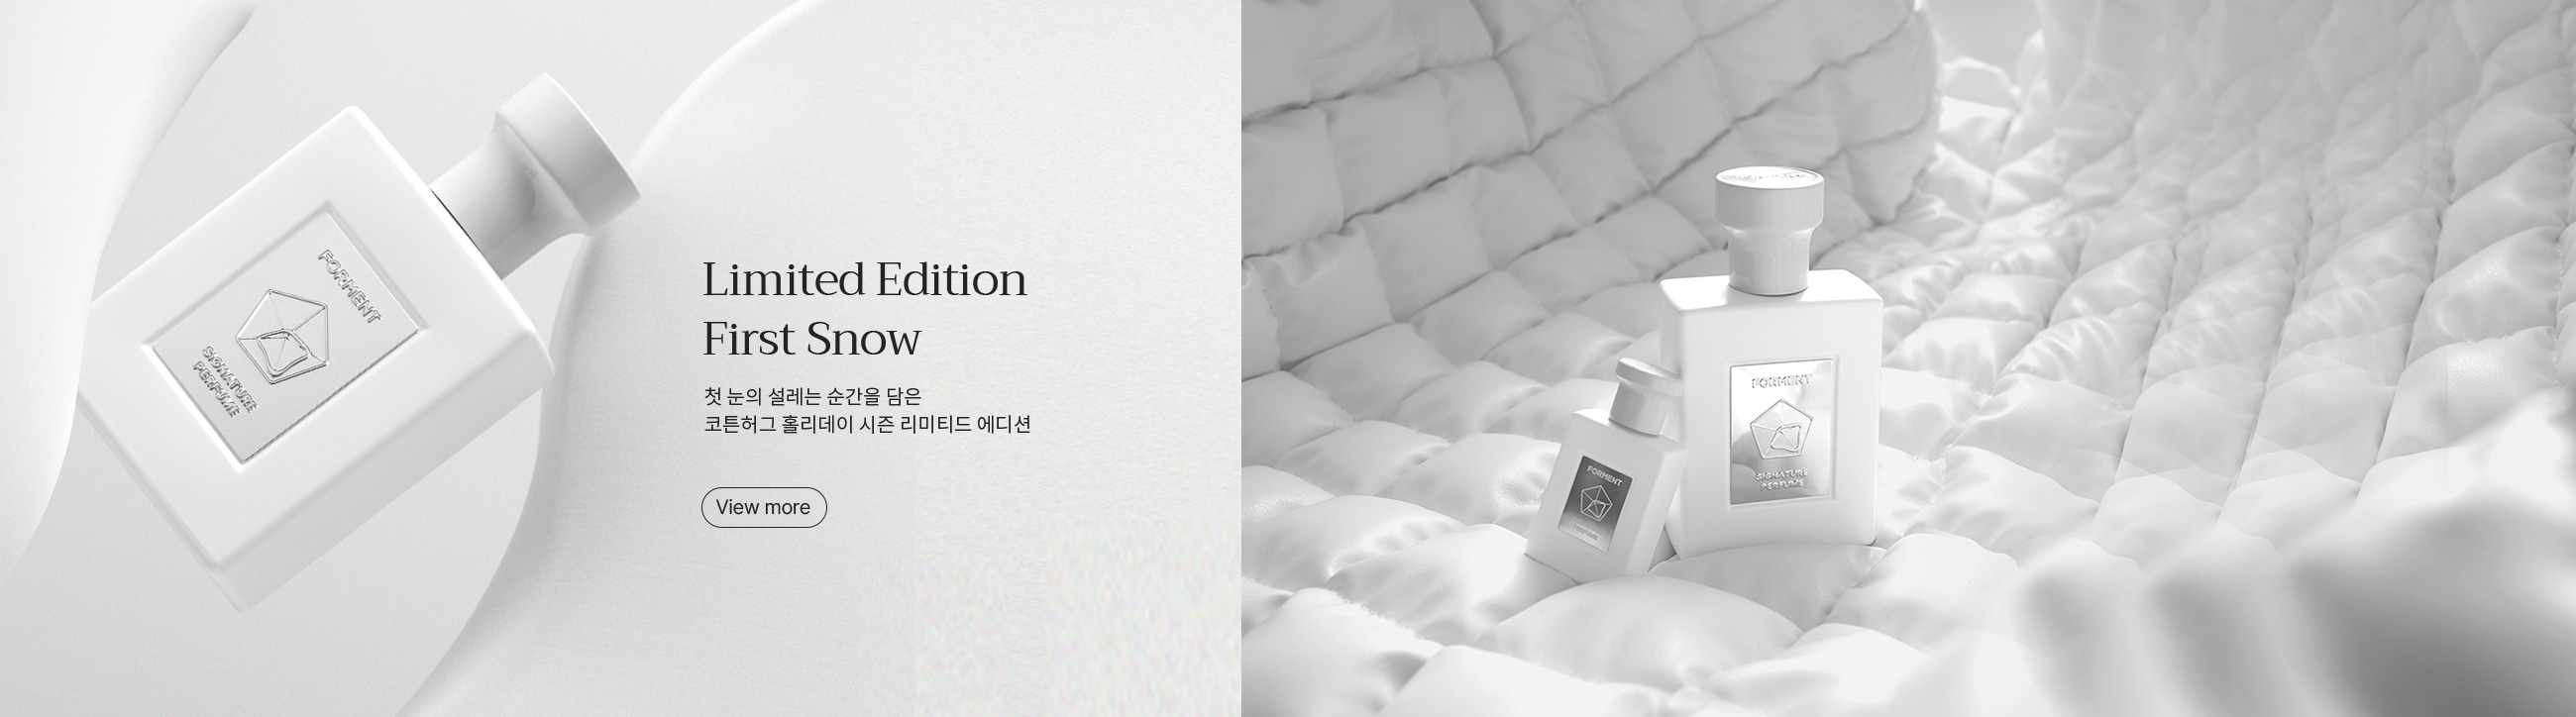 FORMENT
SIGNATURE
PERFUME
Limited Edition
First Snow
첫 눈의 설레는 순간을 담은
코튼허그 홀리데이 시즌 리미티드 에디션
View more
FORMENT
SIGNATURE
PERFUME
FORMENT
PERFUME